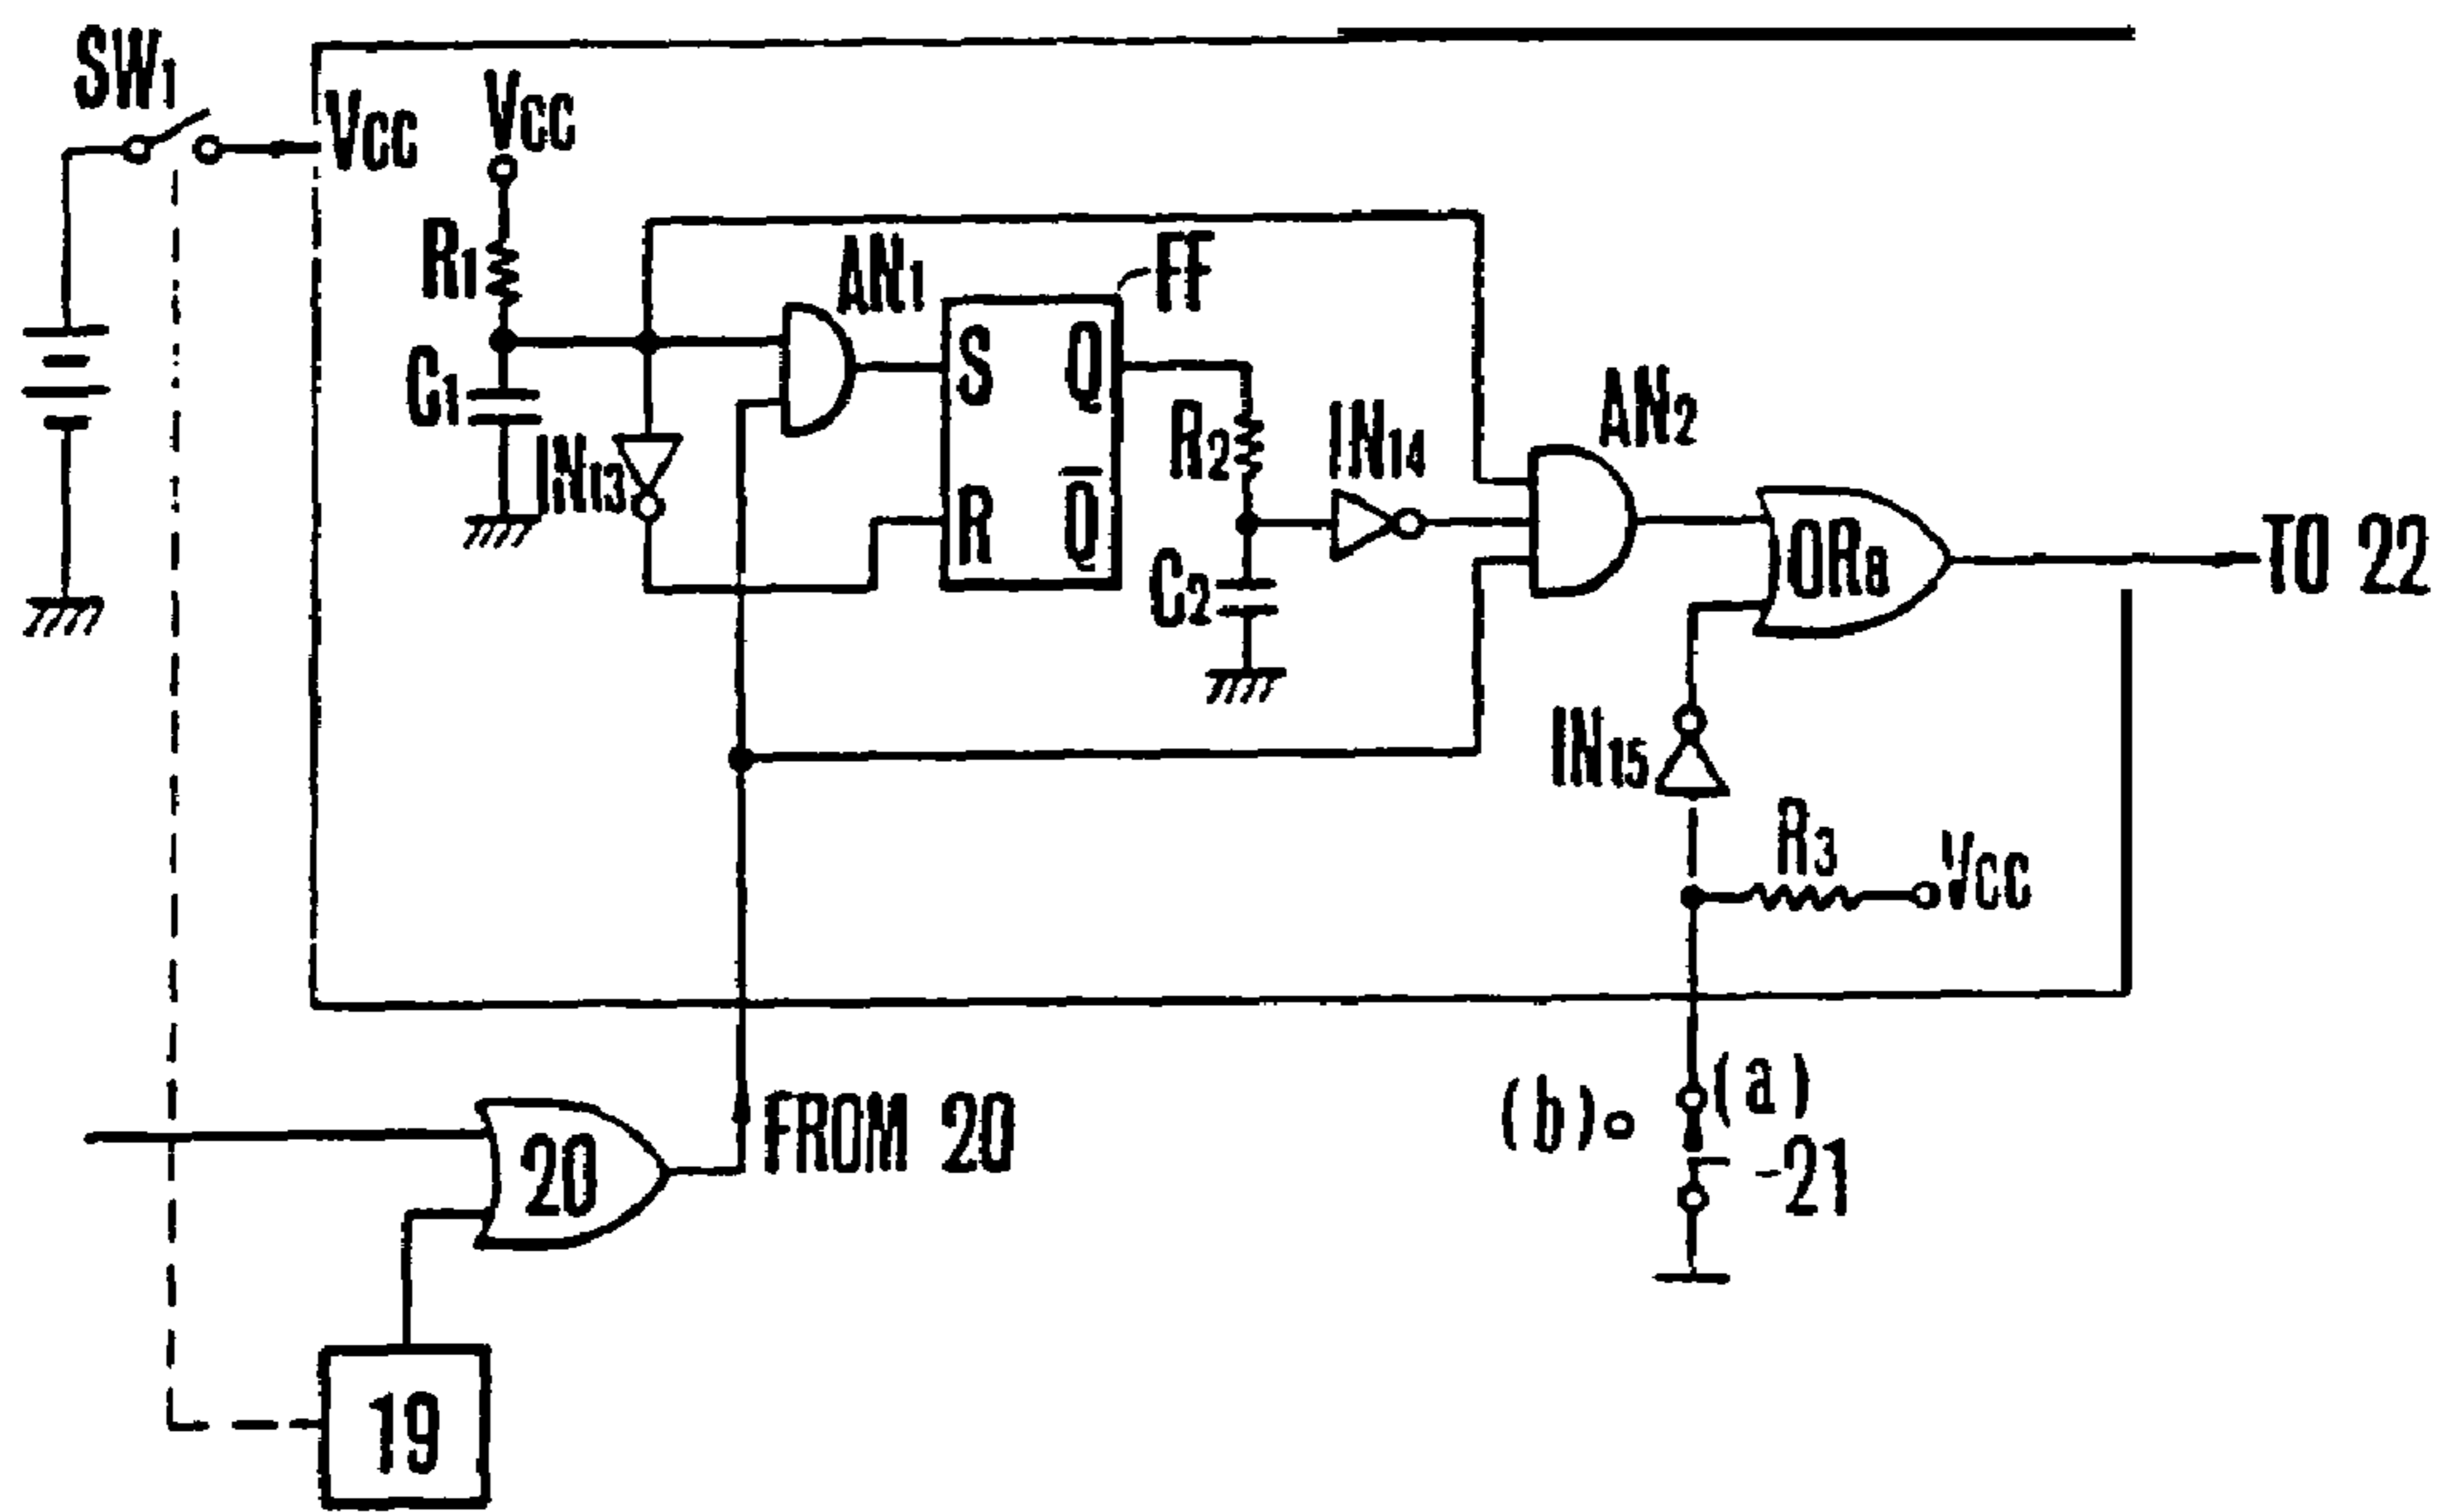 SW1
Vcc
Vcc
R1
AN1
FF
C1
S
Q
IN13
R
Q̅
R2
IN14
AN2
C2
ORa
TO 22
IN15
R3
Vcc
(b)
(a)
21
20
FROM 20
19